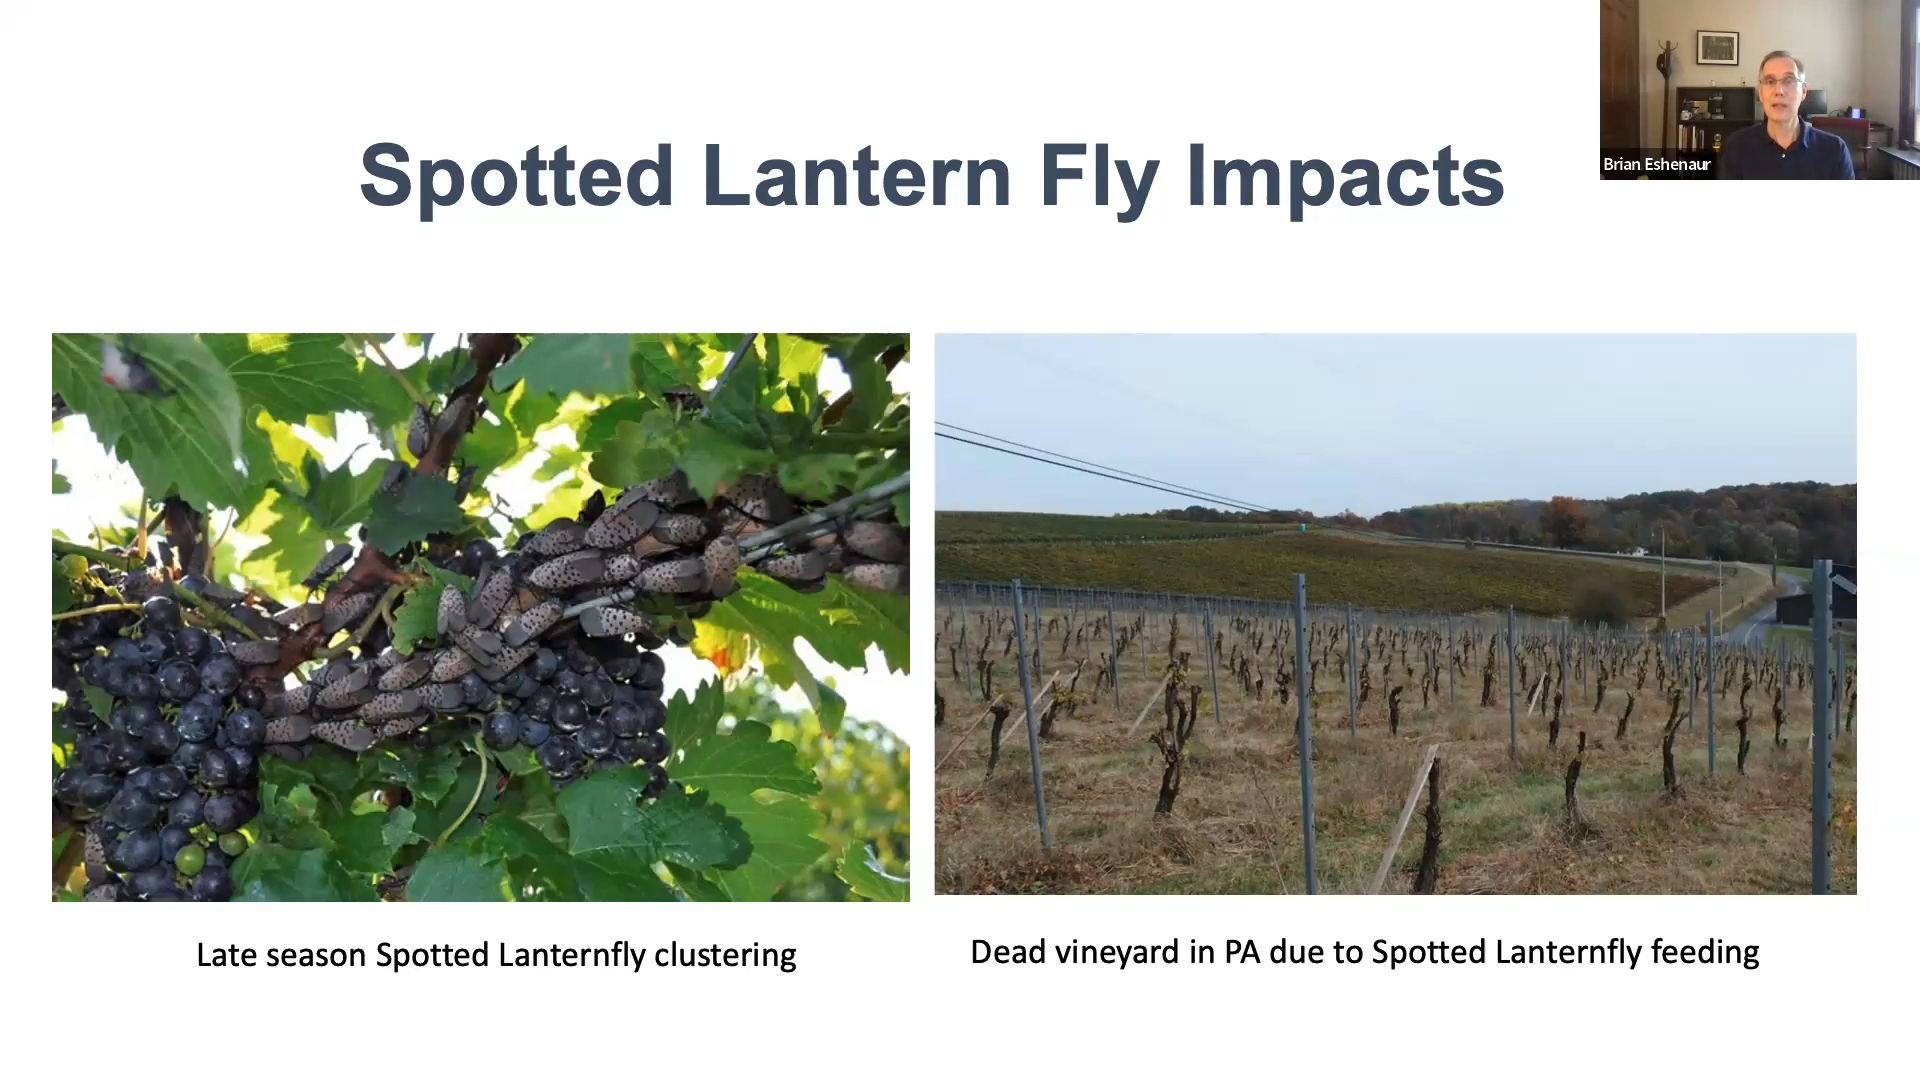 Spotted Lantern Fly Impacts
Brian Eshenaur
Late season Spotted Lanternfly clustering
Dead vineyard in PA due to Spotted Lanternfly feeding